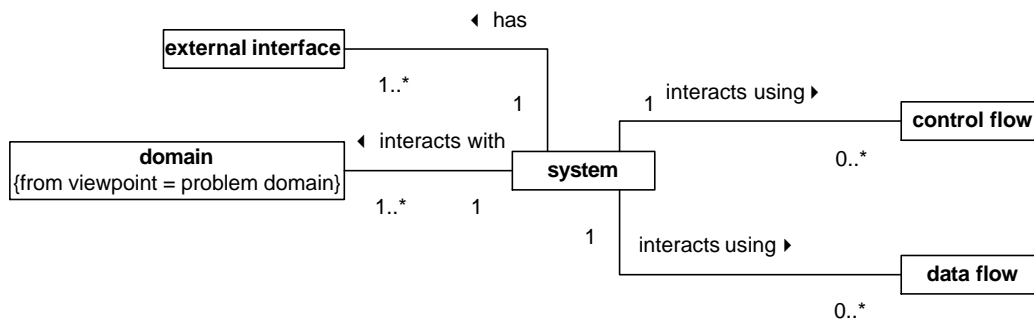 ◂ has
external interface
1..*
1
interacts using ▸
1
control flow
0..*
◂ interacts with
domain
{from viewpoint = problem domain}
system
1..*
1
1
interacts using ▸
data flow
0..*